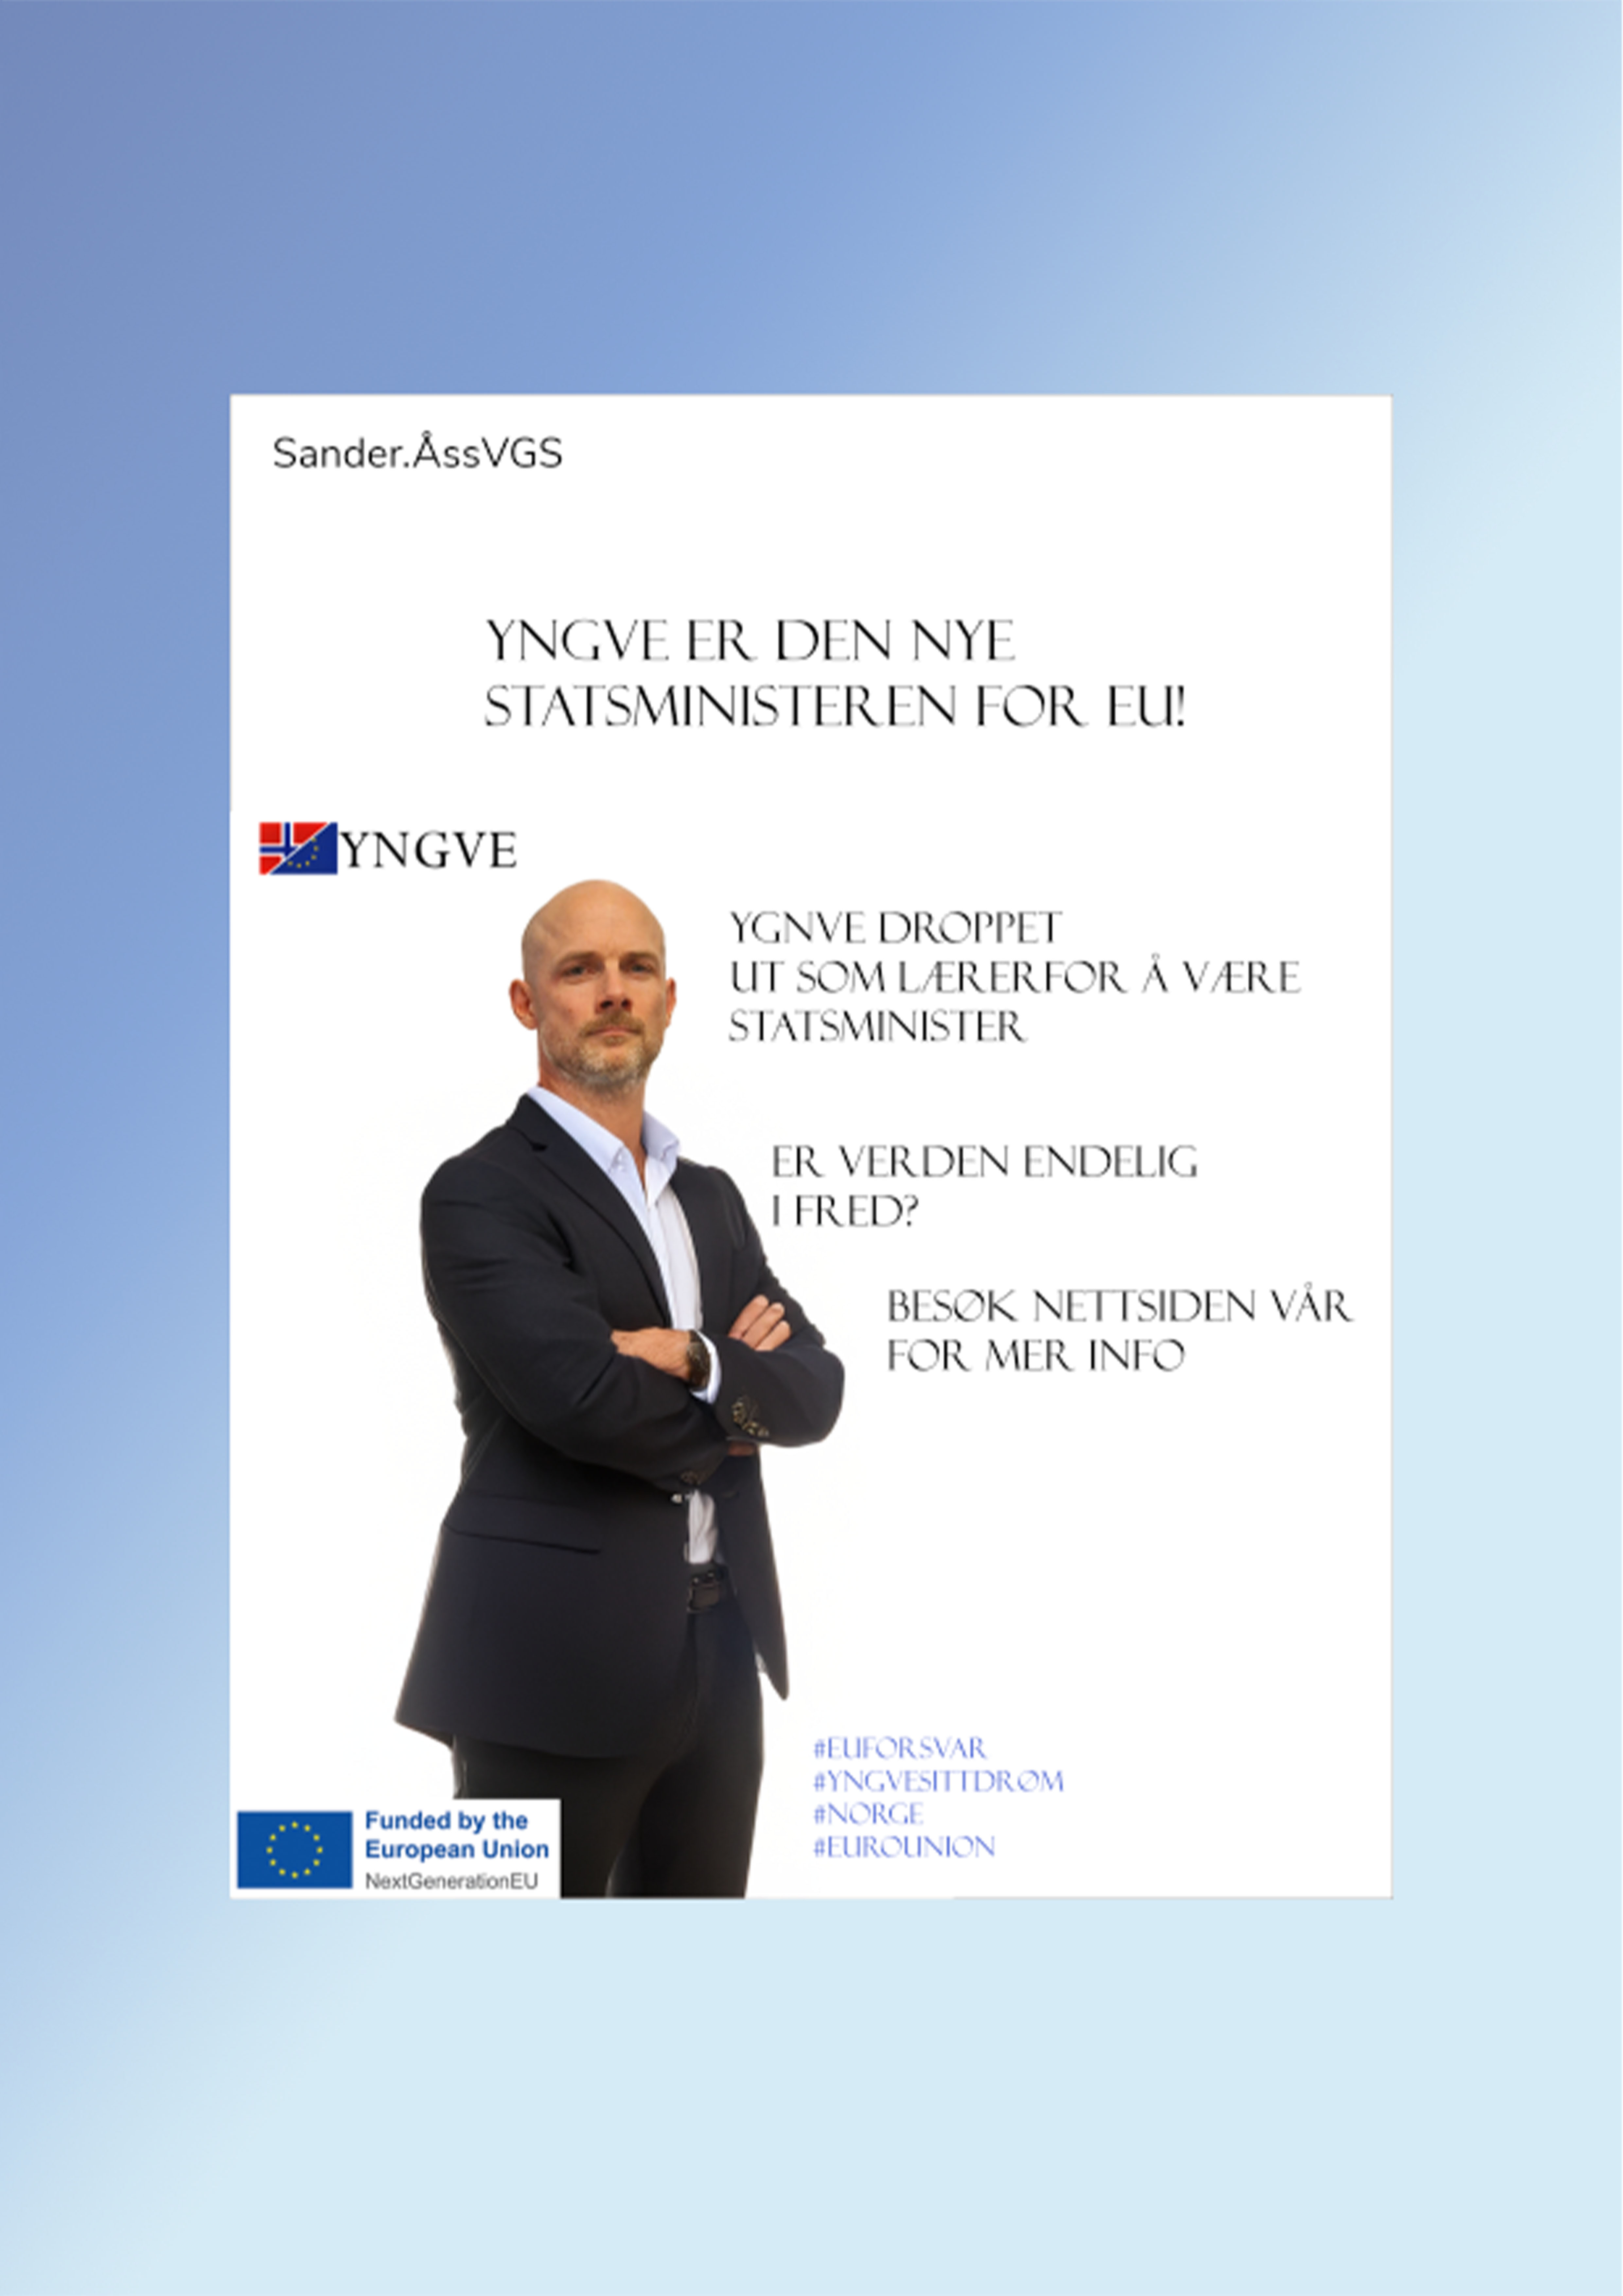 Sander.ÅssVGS
YNGVE ER DEN NYE
STATSMINISTEREN FOR EU!
YNGVE
YGNVE DROPPET
UT SOM LÆRERFOR Å VÆRE
STATSMINISTER
ER VERDEN ENDELIG
I FRED?
BESØK NETTSIDEN VÅR
FOR MER INFO
#EUFORSVAR
#YNGVESITTDRØM
#NORGE
#EUROUNION
Funded by the
European Union
NextGenerationEU